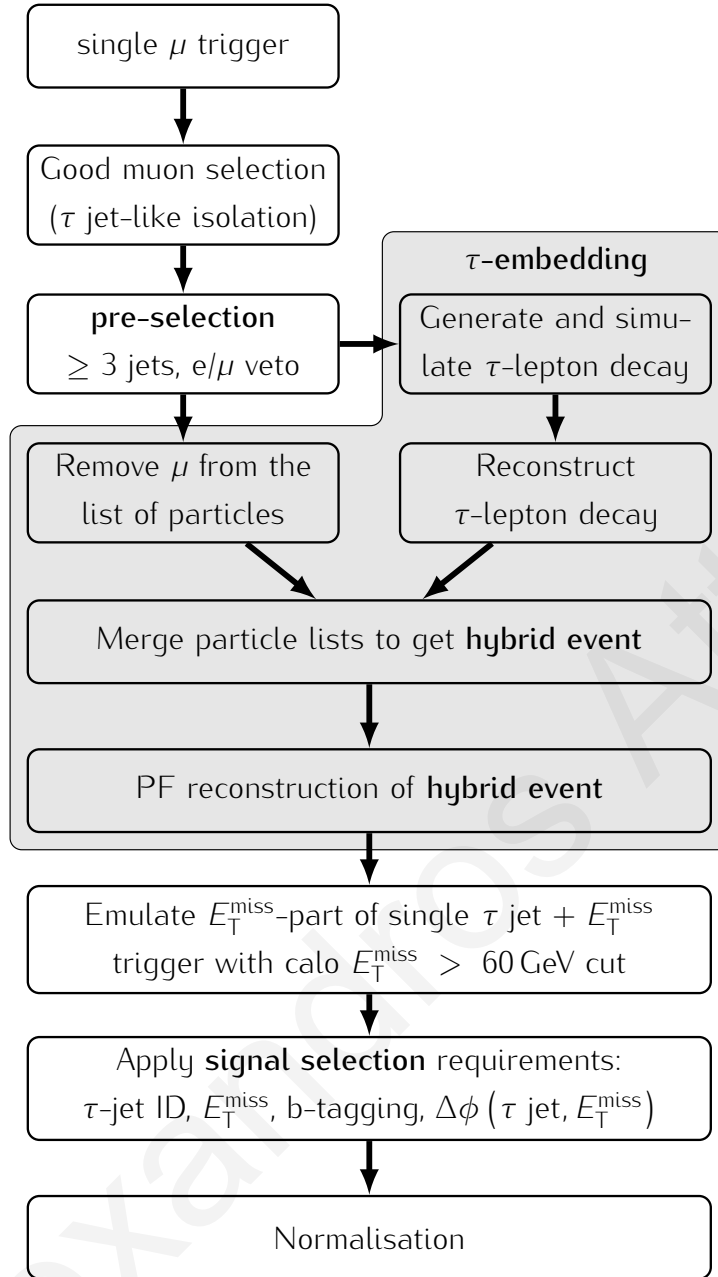 single μ trigger
Good muon selection
(τ jet-like isolation)
τ-embedding
pre-selection
≥ 3 jets, e/μ veto
Generate and simu-
late τ-lepton decay
Remove μ from the
list of particles
Reconstruct
τ-lepton decay
Merge particle lists to get hybrid event
PF reconstruction of hybrid event
Emulate E_T^miss-part of single τ jet + E_T^miss
trigger with calo E_T^miss > 60 GeV cut
Apply signal selection requirements:
τ-jet ID, E_T^miss, b-tagging, Δϕ (τ jet, E_T^miss)
Normalisation